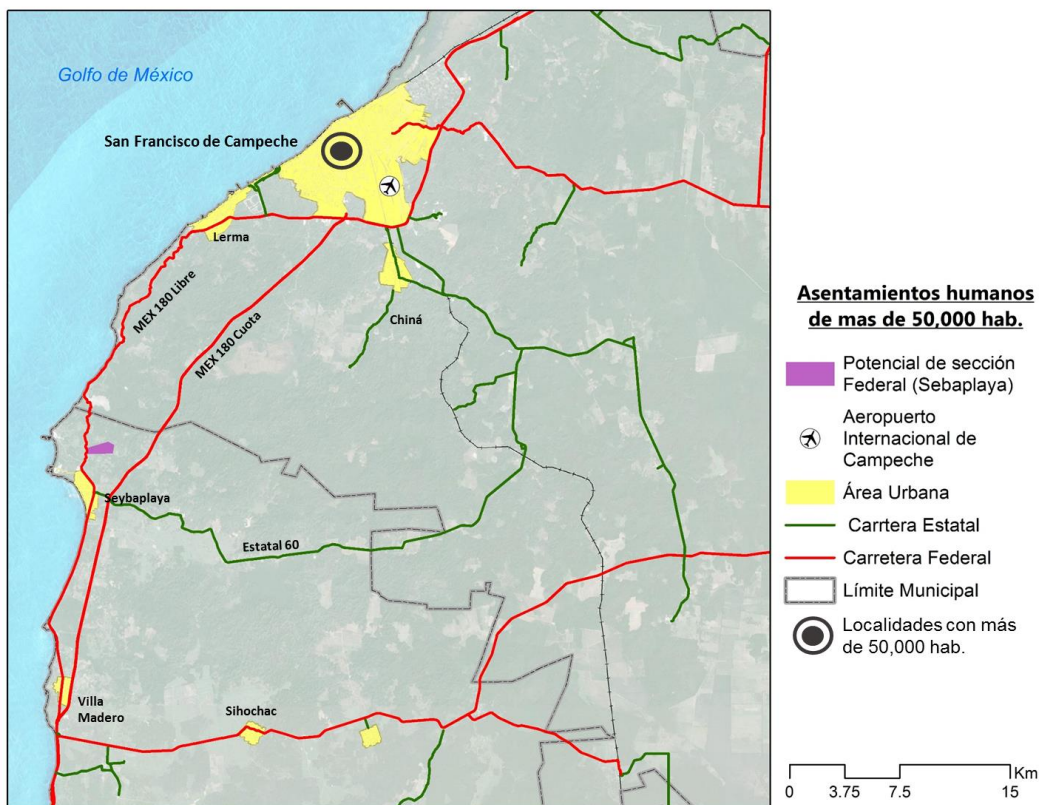 Golfo de México
San Francisco de Campeche
Lerma
MEX 180 Libre
MEX 180 Cuota
Chiná
Seybaplaya
Estatal 60
Villa
Madero
Sihochac
Asentamientos humanos
de mas de 50,000 hab.
Potencial de sección
Federal (Sebaplaya)
Aeropuerto
Internacional de
Campeche
Área Urbana
Carrtera Estatal
Carretera Federal
Límite Municipal
Localidades con más
de 50,000 hab.
Km
0 3.75 7.5 15